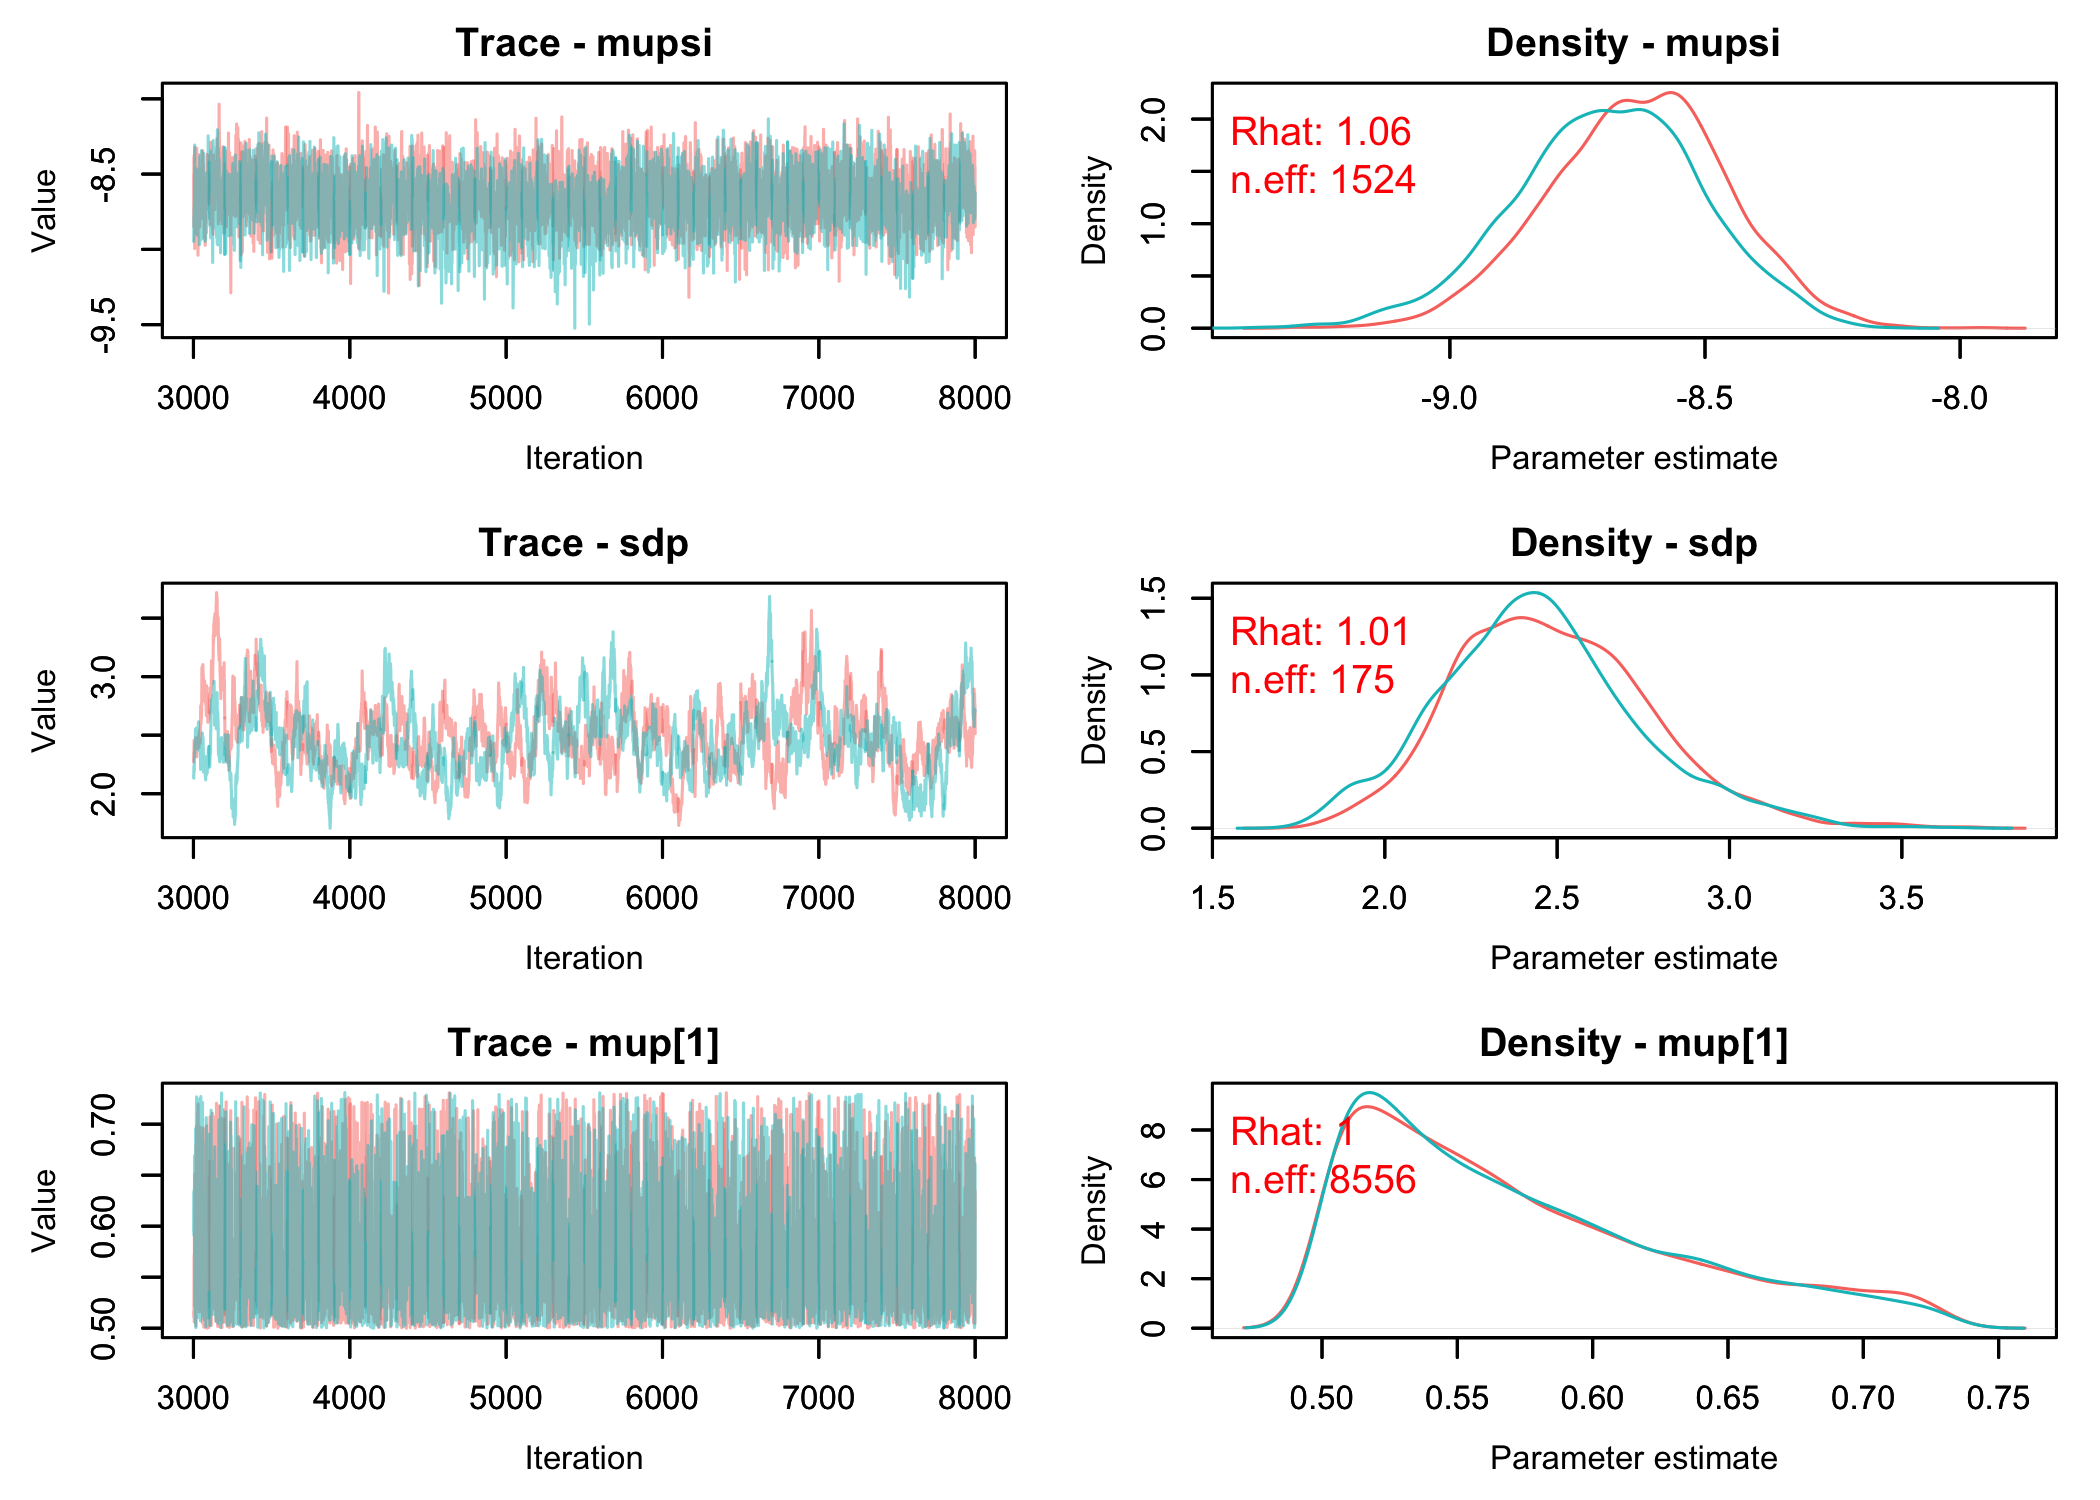 Trace - mupsi
Value
-8.5
-9.5
3000 4000 5000 6000 7000 8000
Iteration
Density - mupsi
Rhat: 1.06
n.eff: 1524
Density
2.0
1.0
0.0
-9.0 -8.5 -8.0
Parameter estimate
Trace - sdp
Value
3.0
2.0
3000 4000 5000 6000 7000 8000
Iteration
Density - sdp
Rhat: 1.01
n.eff: 175
Density
1.5
1.0
0.5
0.0
1.5 2.0 2.5 3.0 3.5
Parameter estimate
Trace - mup[1]
Value
0.70
0.60
0.50
3000 4000 5000 6000 7000 8000
Iteration
Density - mup[1]
Rhat: 1
n.eff: 8556
Density
8
6
4
2
0
0.50 0.55 0.60 0.65 0.70 0.75
Parameter estimate